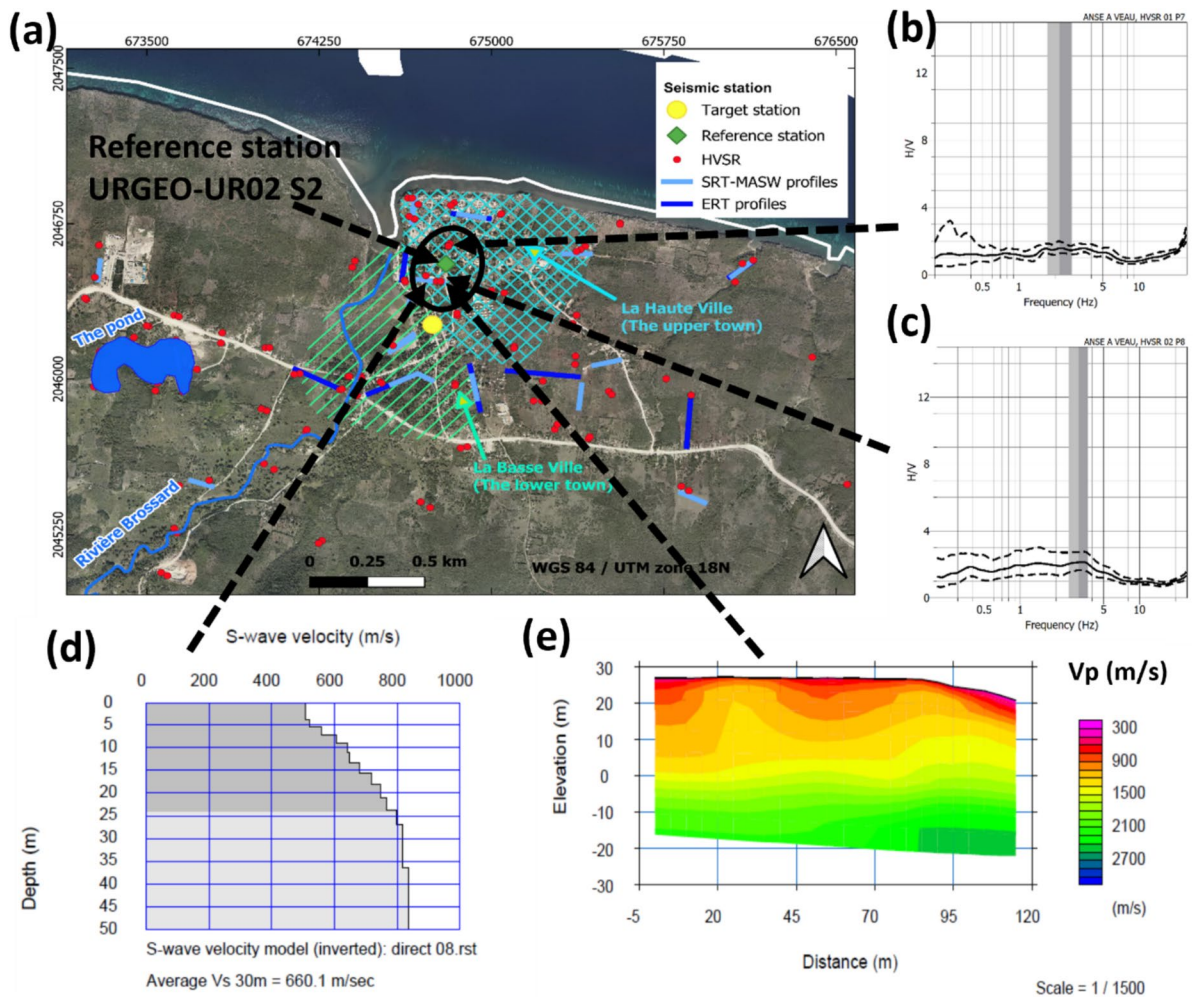 (a)
673500 674250 675000 675750 676500
2047500
2046750
2046000
2045250
Reference station
URGEO-UR02 S2
Seismic station
Target station
Reference station
HVSR
SRT-MASW profiles
ERT profiles
La Haute Ville
(The upper town)
The pond
La Basse Ville
(The lower town)
Rivière Brossard
0 0.25 0.5 km
WGS 84 / UTM zone 18N
(b)
ANSE A VEAU, HVSR 01 P7
12
8
4
0
H/V
0.5 1 5 10
Frequency (Hz)
(c)
ANSE A VEAU, HVSR 02 P8
12
8
4
0
H/V
0.5 1 5 10
Frequency (Hz)
(d)
S-wave velocity (m/s)
0 200 400 600 800 1000
0
5
10
15
20
25
30
35
40
45
50
Depth (m)
S-wave velocity model (inverted): direct 08.rst
Average Vs 30m = 660.1 m/sec
(e)
30
20
10
0
-10
-20
-30
Elevation (m)
-5 20 45 70 95 120
Distance (m)
Vp (m/s)
300
900
1500
2100
2700
(m/s)
Scale = 1 / 1500